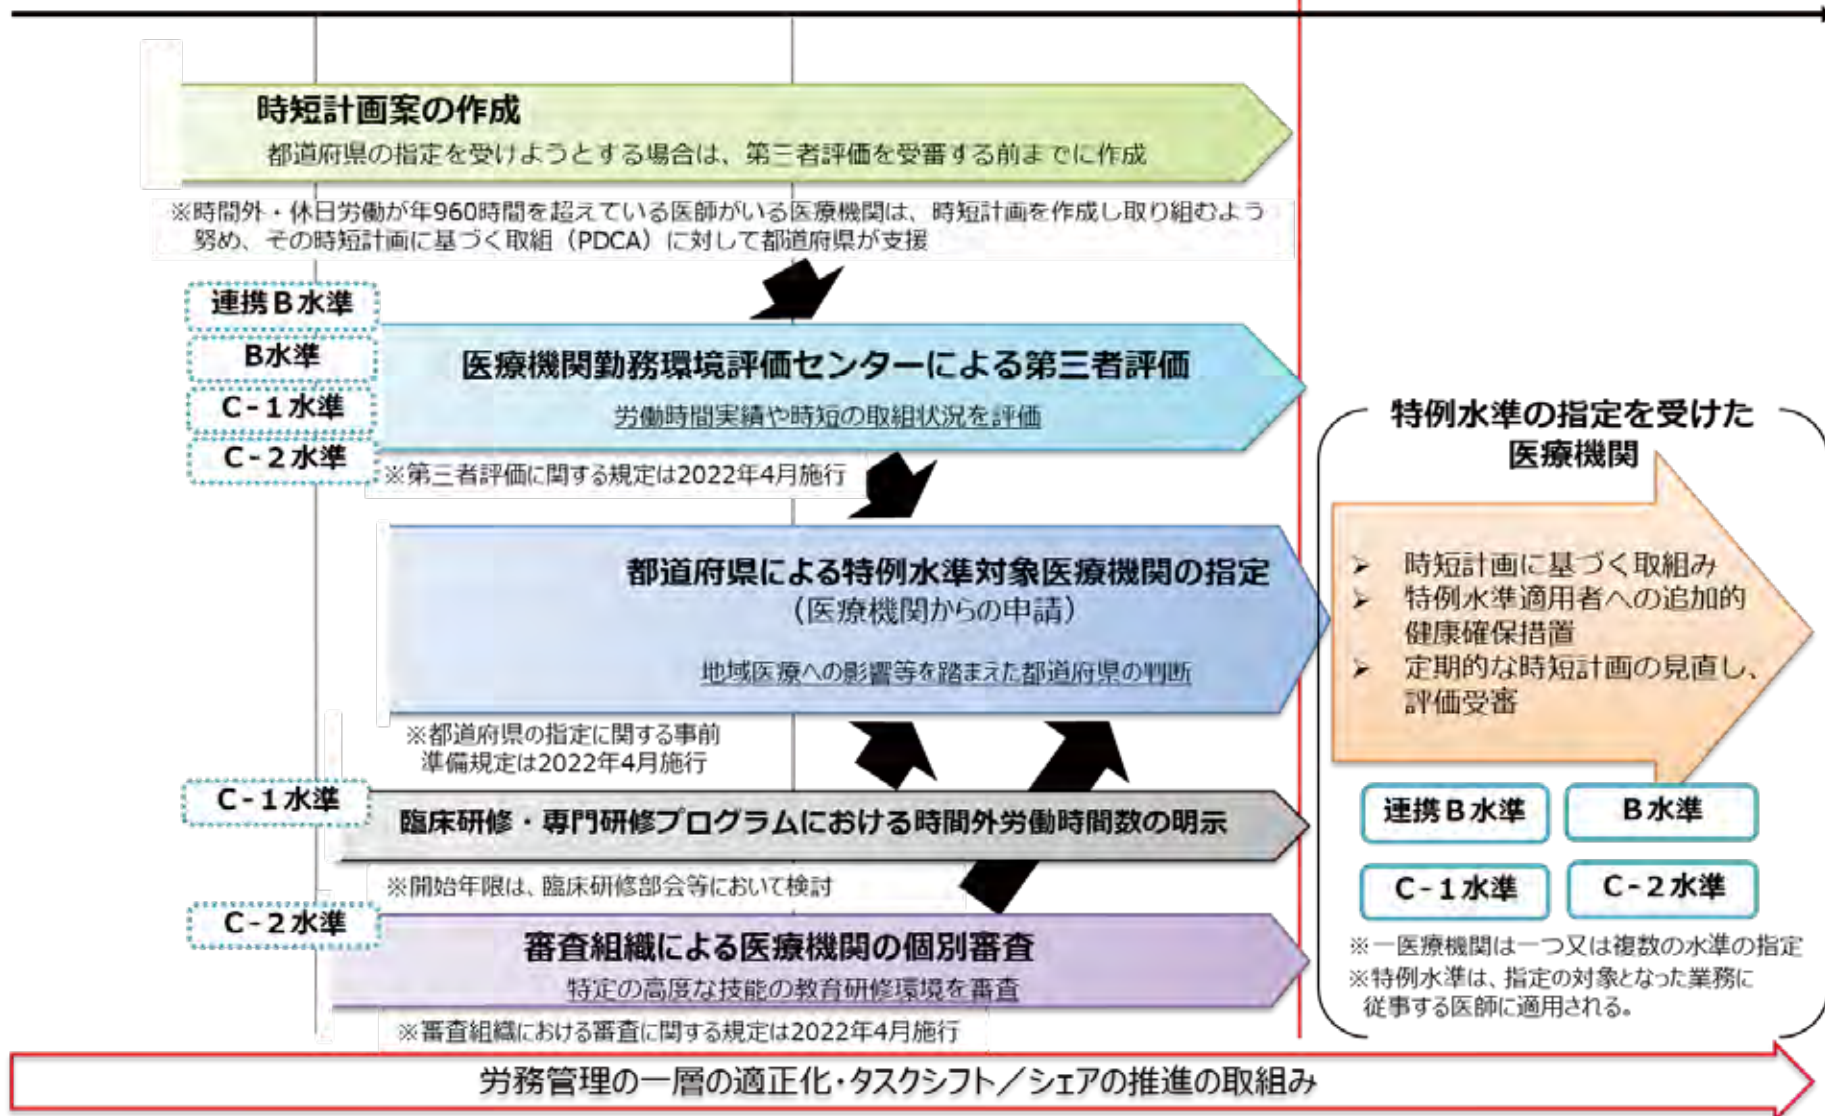 時短計画案の作成
都道府県の指定を受けようとする場合は、第三者評価を受審する前までに作成
※時間外・休日労働が年960時間を超えている医師がいる医療機関は、時短計画を作成し取り組むよう
努め、その時短計画に基づく取組（PDCA）に対して都道府県が支援
連携Ｂ水準
Ｂ水準
Ｃ-１水準
Ｃ-２水準
医療機関勤務環境評価センターによる第三者評価
労働時間実績や時短の取組状況を評価
※第三者評価に関する規定は2022年4月施行
都道府県による特例水準対象医療機関の指定
（医療機関からの申請）
地域医療への影響等を踏まえた都道府県の判断
※都道府県の指定に関する事前
準備規定は2022年4月施行
Ｃ-１水準
臨床研修・専門研修プログラムにおける時間外労働時間数の明示
※開始年限は、臨床研修部会等において検討
Ｃ-２水準
審査組織による医療機関の個別審査
特定の高度な技能の教育研修環境を審査
※審査組織における審査に関する規定は2022年4月施行
特例水準の指定を受けた
医療機関
➢ 時短計画に基づく取組み
➢ 特例水準適用者への追加的
健康確保措置
➢ 定期的な時短計画の見直し、
評価受審
連携Ｂ水準
Ｂ水準
Ｃ-１水準
Ｃ-２水準
※一医療機関は一つ又は複数の水準の指定
※特例水準は、指定の対象となった業務に
従事する医師に適用される。
労務管理の一層の適正化・タスクシフト／シェアの推進の取組み